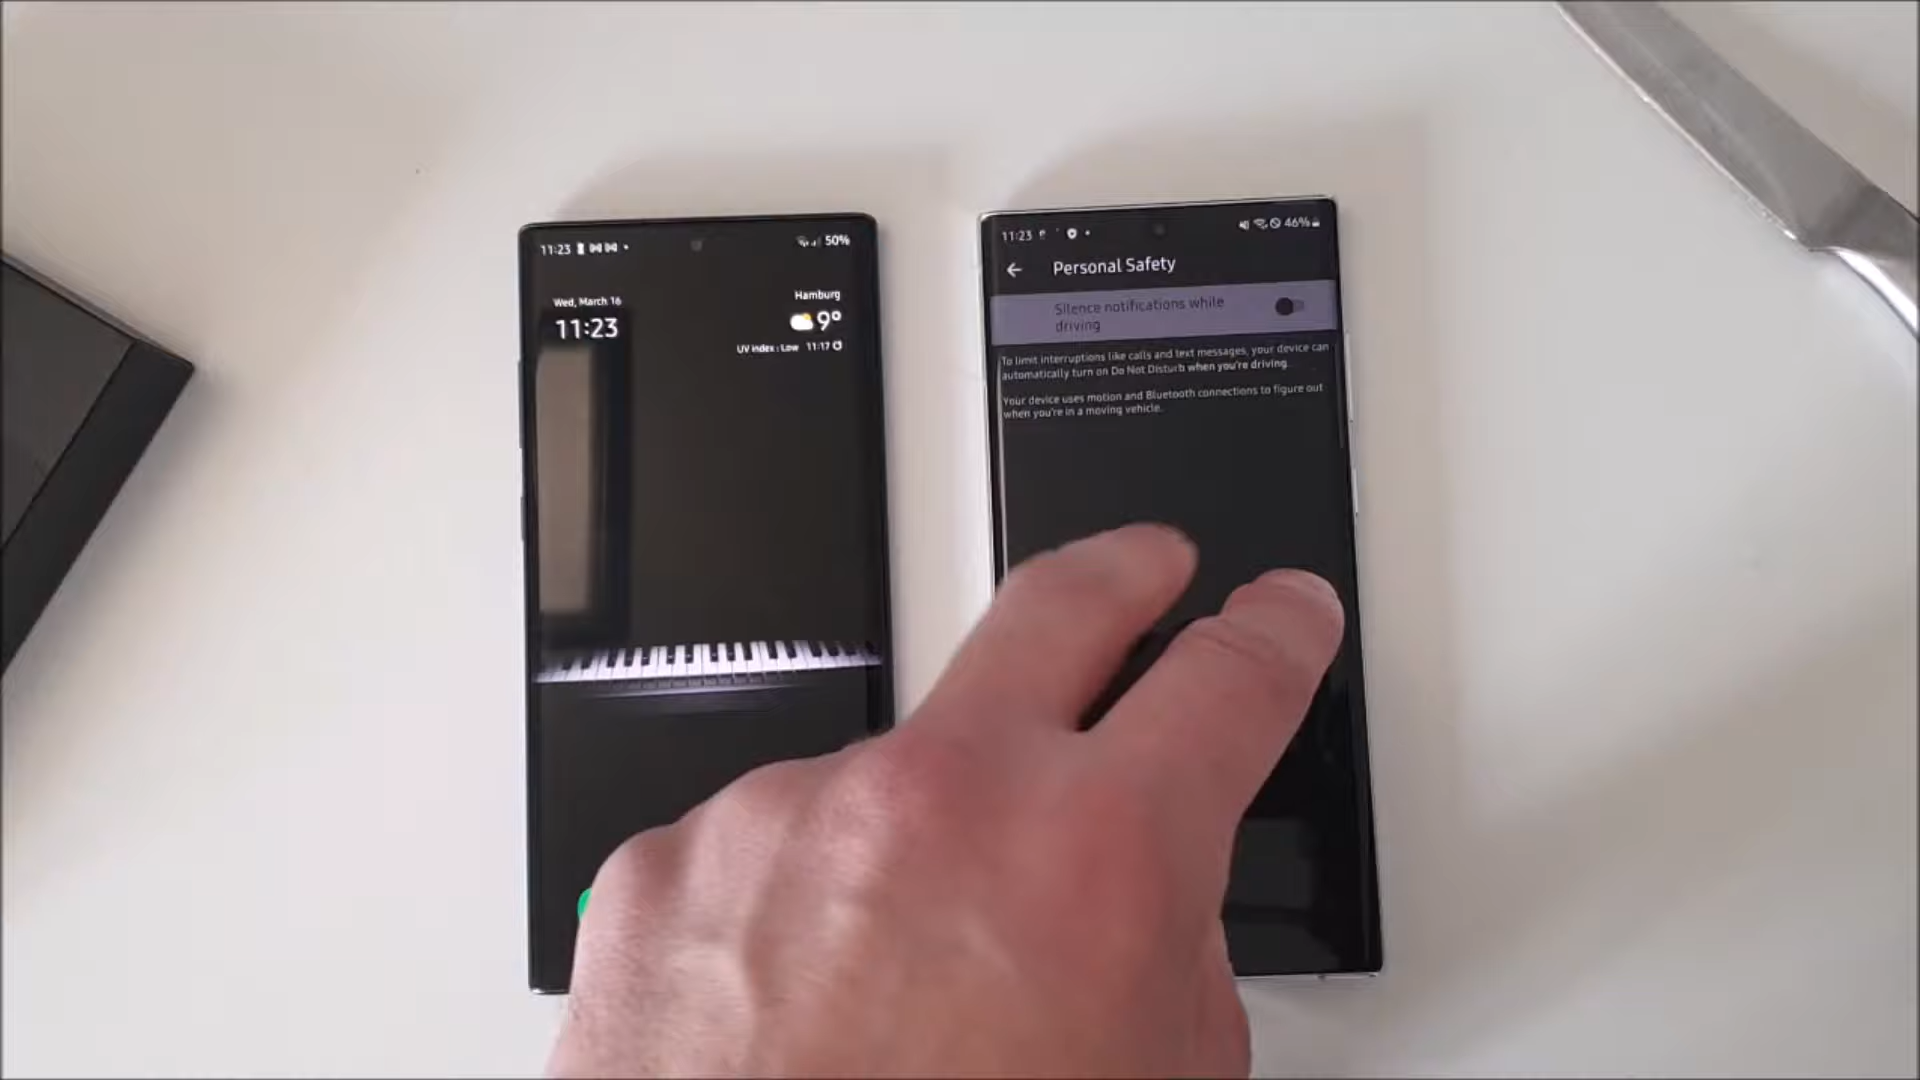 11:23
50%
Wed, March 16
11:23
Hamburg
9°
UV index : Low 11:17
11:23
46%
Personal Safety
Silence notifications while
driving
To limit interruptions like calls and text messages, your device can
automatically turn on Do Not Disturb when you're driving.
Your device uses motion and Bluetooth connections to figure out
when you're in a moving vehicle.